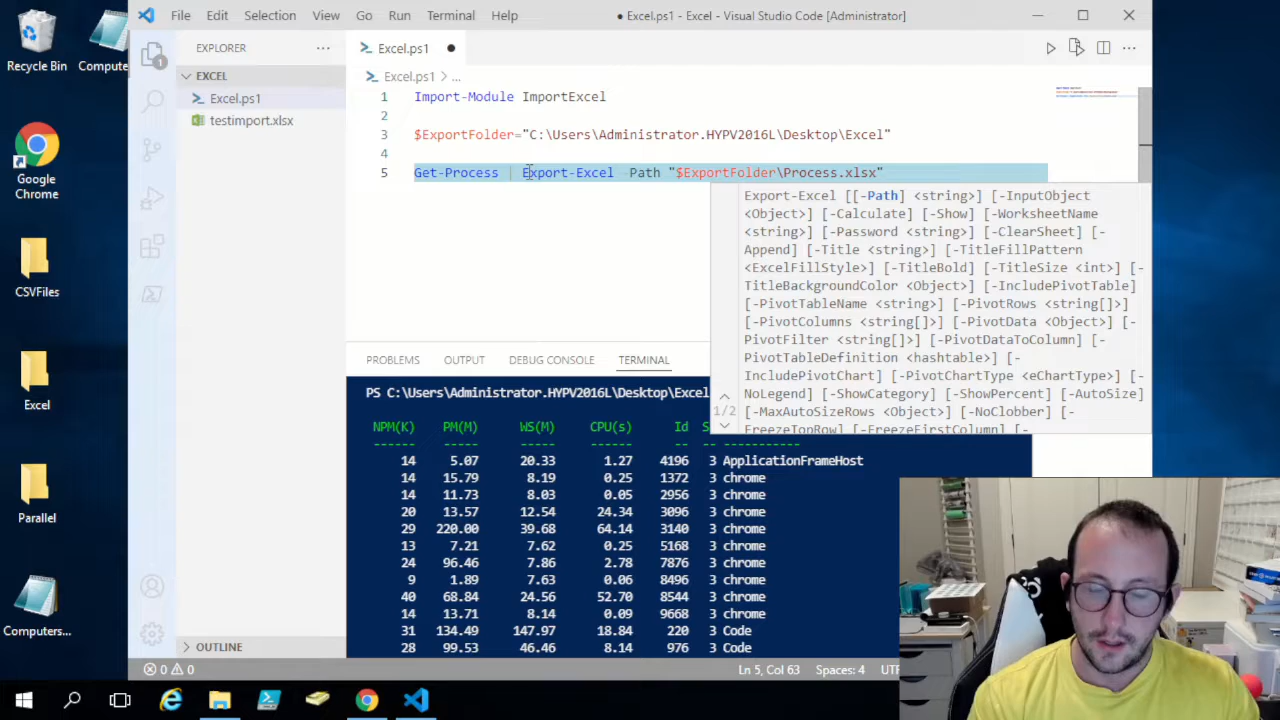 Recycle Bin
Compute
Google
Chrome
CSVFiles
Excel
Parallel
Computers...
File Edit Selection View Go Run Terminal Help
● Excel.ps1 - Excel - Visual Studio Code [Administrator]
EXPLORER
EXCEL
Excel.ps1
testimport.xlsx
OUTLINE
1
Excel.ps1
Excel.ps1 > ...
1 Import-Module ImportExcel
2
3 $ExportFolder="C:\Users\Administrator.HYPV2016L\Desktop\Excel"
4
5 Get-Process | Export-Excel -Path "$ExportFolder\Process.xlsx"
Export-Excel [[-Path] <string>] [-InputObject
<Object>] [-Calculate] [-Show] [-WorksheetName
<string>] [-Password <string>] [-ClearSheet] [-
Append] [-Title <string>] [-TitleFillPattern
<ExcelFillStyle>] [-TitleBold] [-TitleSize <int>] [-
TitleBackgroundColor <Object>] [-IncludePivotTable]
[-PivotTableName <string>] [-PivotRows <string[]>]
[-PivotColumns <string[]>] [-PivotData <Object>] [-
PivotFilter <string[]>] [-PivotDataToColumn] [-
PivotTableDefinition <hashtable>] [-
IncludePivotChart] [-PivotChartType <eChartType>] [-
NoLegend] [-ShowCategory] [-ShowPercent] [-AutoSize]
[-MaxAutoSizeRows <Object>] [-NoClobber] [-
FreezeTopRow] [-FreezeFirstColumn] [-
1/2
PROBLEMS OUTPUT DEBUG CONSOLE TERMINAL
PS C:\Users\Administrator.HYPV2016L\Desktop\Excel
NPM(K) PM(M) WS(M) CPU(s) Id S
------ ----- ----- ------ -- -- -----------
14 5.07 20.33 1.27 4196 3 ApplicationFrameHost
14 15.79 8.19 0.25 1372 3 chrome
14 11.73 8.03 0.05 2956 3 chrome
20 13.57 12.54 24.34 3096 3 chrome
29 220.00 39.68 64.14 3140 3 chrome
13 7.21 7.62 0.25 5168 3 chrome
24 96.46 7.86 2.78 7876 3 chrome
9 1.89 7.63 0.06 8496 3 chrome
40 68.84 24.56 52.70 8544 3 chrome
14 13.71 8.14 0.09 9668 3 chrome
31 134.49 147.97 18.84 220 3 Code
28 99.53 46.46 8.14 976 3 Code
0 0
Ln 5, Col 63 Spaces: 4 UTF